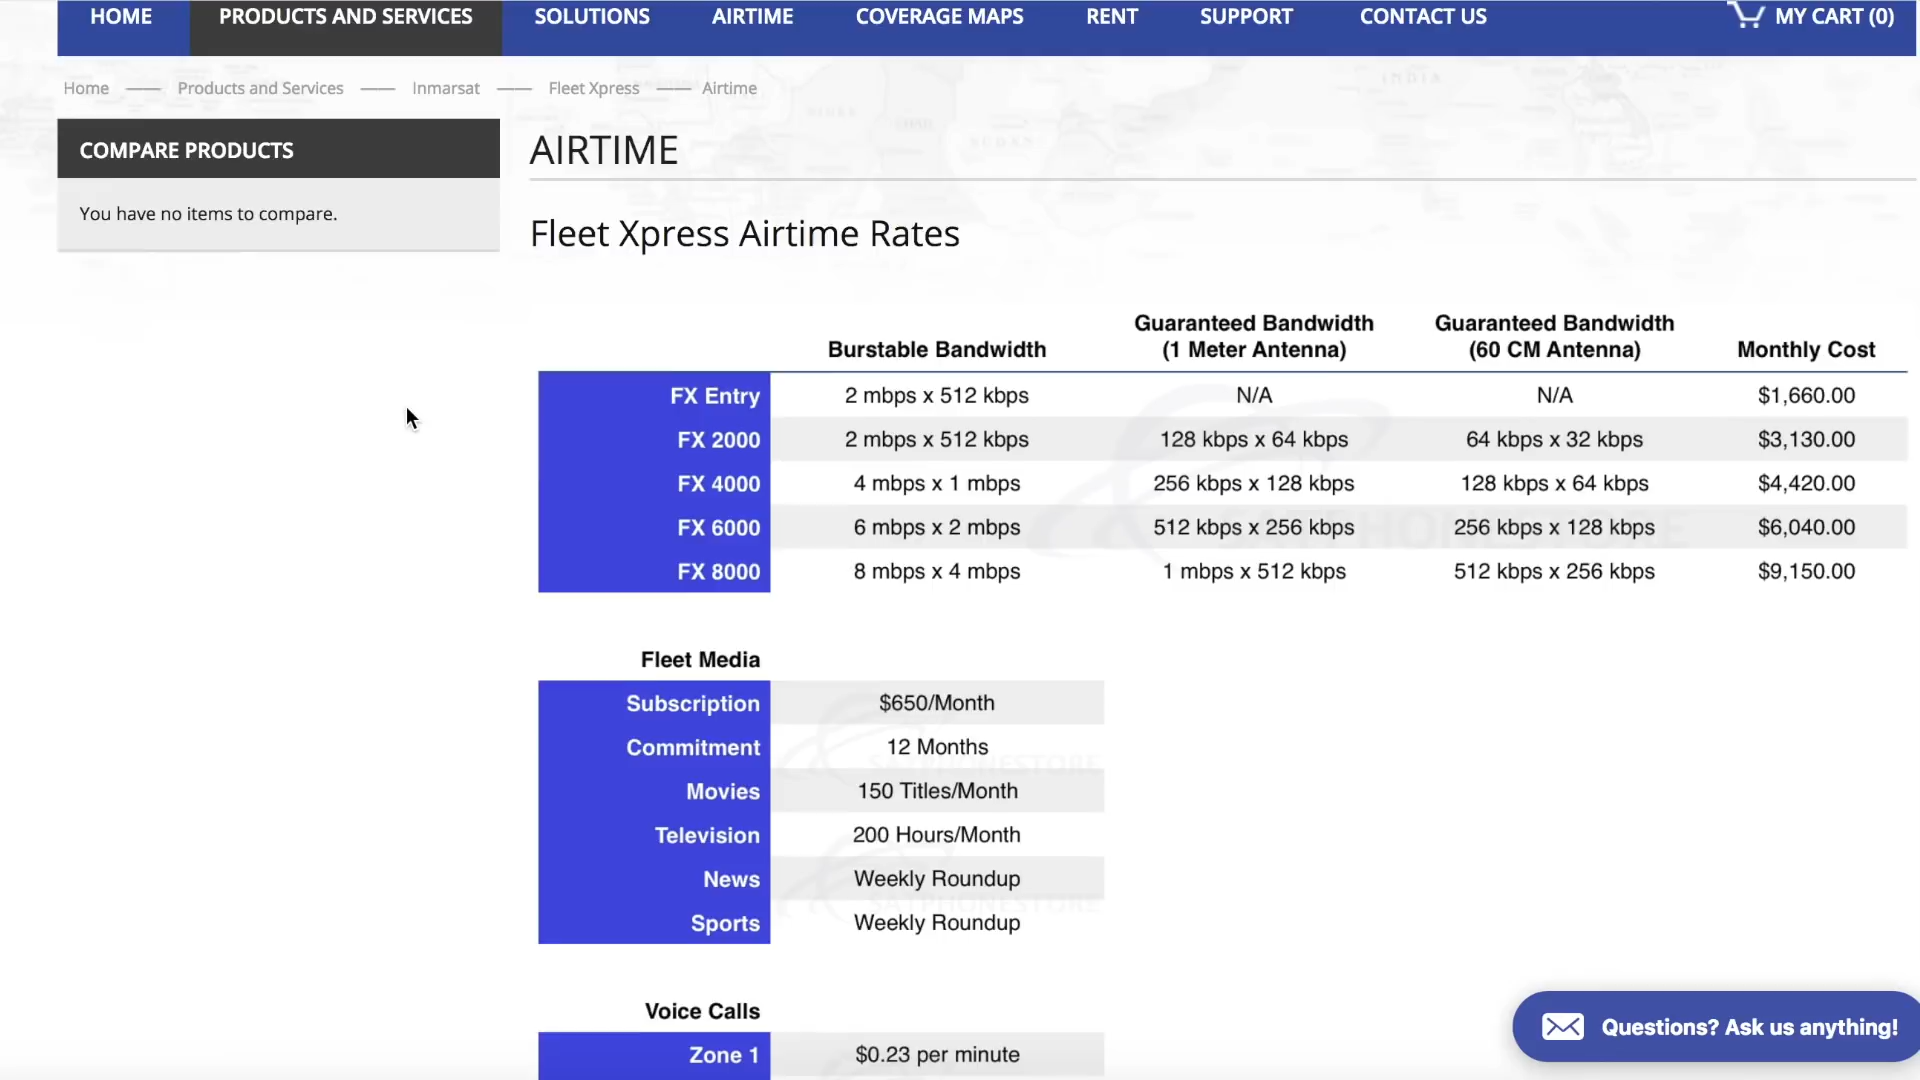 HOME PRODUCTS AND SERVICES SOLUTIONS AIRTIME COVERAGE MAPS RENT SUPPORT CONTACT US MY CART (0)
Home Products and Services Inmarsat Fleet Xpress Airtime
COMPARE PRODUCTS
You have no items to compare.
AIRTIME
Fleet Xpress Airtime Rates
Burstable Bandwidth Guaranteed Bandwidth (1 Meter Antenna) Guaranteed Bandwidth (60 CM Antenna) Monthly Cost
FX Entry 2 mbps x 512 kbps N/A N/A $1,660.00
FX 2000 2 mbps x 512 kbps 128 kbps x 64 kbps 64 kbps x 32 kbps $3,130.00
FX 4000 4 mbps x 1 mbps 256 kbps x 128 kbps 128 kbps x 64 kbps $4,420.00
FX 6000 6 mbps x 2 mbps 512 kbps x 256 kbps 256 kbps x 128 kbps $6,040.00
FX 8000 8 mbps x 4 mbps 1 mbps x 512 kbps 512 kbps x 256 kbps $9,150.00
SATPHONESTORE
Fleet Media
Subscription $650/Month
Commitment 12 Months
SATPHONESTORE
Movies 150 Titles/Month
Television 200 Hours/Month
News Weekly Roundup
SATPHONESTORE
Sports Weekly Roundup
Voice Calls
Zone 1 $0.23 per minute
Questions? Ask us anything!